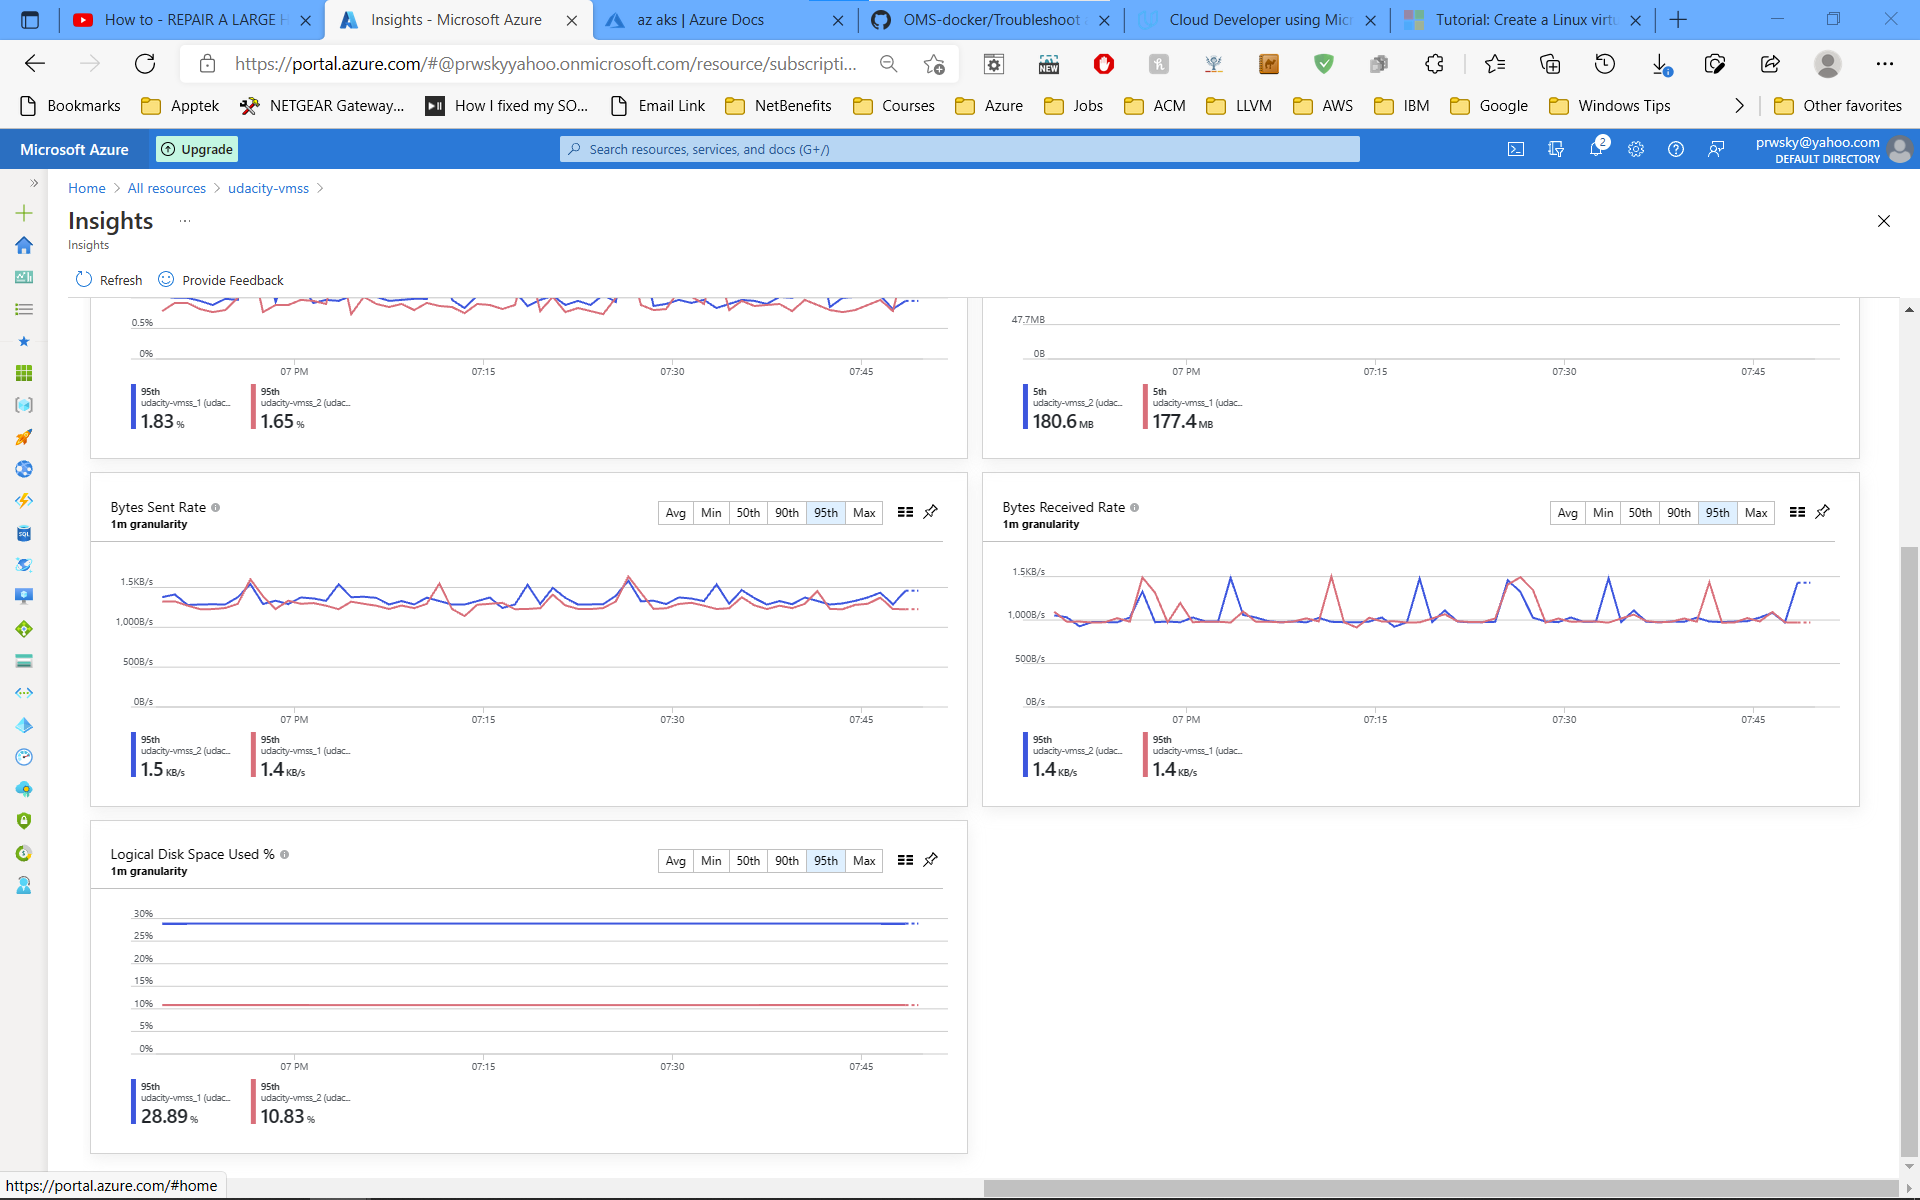 How to - REPAIR A LARGE H
Insights - Microsoft Azure
az aks | Azure Docs
OMS-docker/Troubleshoot a
Cloud Developer using Micr
Tutorial: Create a Linux virtu
https://portal.azure.com/#@prwskyyahoo.onmicrosoft.com/resource/subscripti...
NEW
Bookmarks
Apptek
NETGEAR Gateway...
How I fixed my SO...
Email Link
NetBenefits
Courses
Azure
Jobs
ACM
LLVM
AWS
IBM
Google
Windows Tips
Other favorites
Microsoft Azure
Upgrade
Search resources, services, and docs (G+/)
2
prwsky@yahoo.com
DEFAULT DIRECTORY
Home > All resources > udacity-vmss >
Insights ...
Insights
Refresh
Provide Feedback
SQL
0.5%
0%
07 PM 07:15 07:30 07:45
95th
udacity-vmss_1 (udac...
1.83 %
95th
udacity-vmss_2 (udac...
1.65 %
47.7MB
0B
07 PM 07:15 07:30 07:45
5th
udacity-vmss_2 (udac...
180.6 MB
5th
udacity-vmss_1 (udac...
177.4 MB
Bytes Sent Rate
1m granularity
Avg Min 50th 90th 95th Max
1.5KB/s
1,000B/s
500B/s
0B/s
07 PM 07:15 07:30 07:45
95th
udacity-vmss_2 (udac...
1.5 KB/s
95th
udacity-vmss_1 (udac...
1.4 KB/s
Bytes Received Rate
1m granularity
Avg Min 50th 90th 95th Max
1.5KB/s
1,000B/s
500B/s
0B/s
07 PM 07:15 07:30 07:45
95th
udacity-vmss_2 (udac...
1.4 KB/s
95th
udacity-vmss_1 (udac...
1.4 KB/s
Logical Disk Space Used %
1m granularity
Avg Min 50th 90th 95th Max
30%
25%
20%
15%
10%
5%
0%
07 PM 07:15 07:30 07:45
95th
udacity-vmss_1 (udac...
28.89 %
95th
udacity-vmss_2 (udac...
10.83 %
https://portal.azure.com/#home